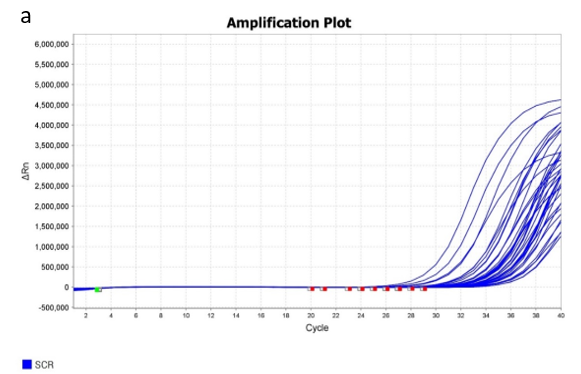 a
Amplification Plot
6,000,000
5,500,000
5,000,000
4,500,000
4,000,000
3,500,000
3,000,000
2,500,000
2,000,000
1,500,000
1,000,000
500,000
0
-500,000
ΔRn
2 4 6 8 10 12 14 16 18 20 22 24 26 28 30 32 34 36 38 40
Cycle
SCR